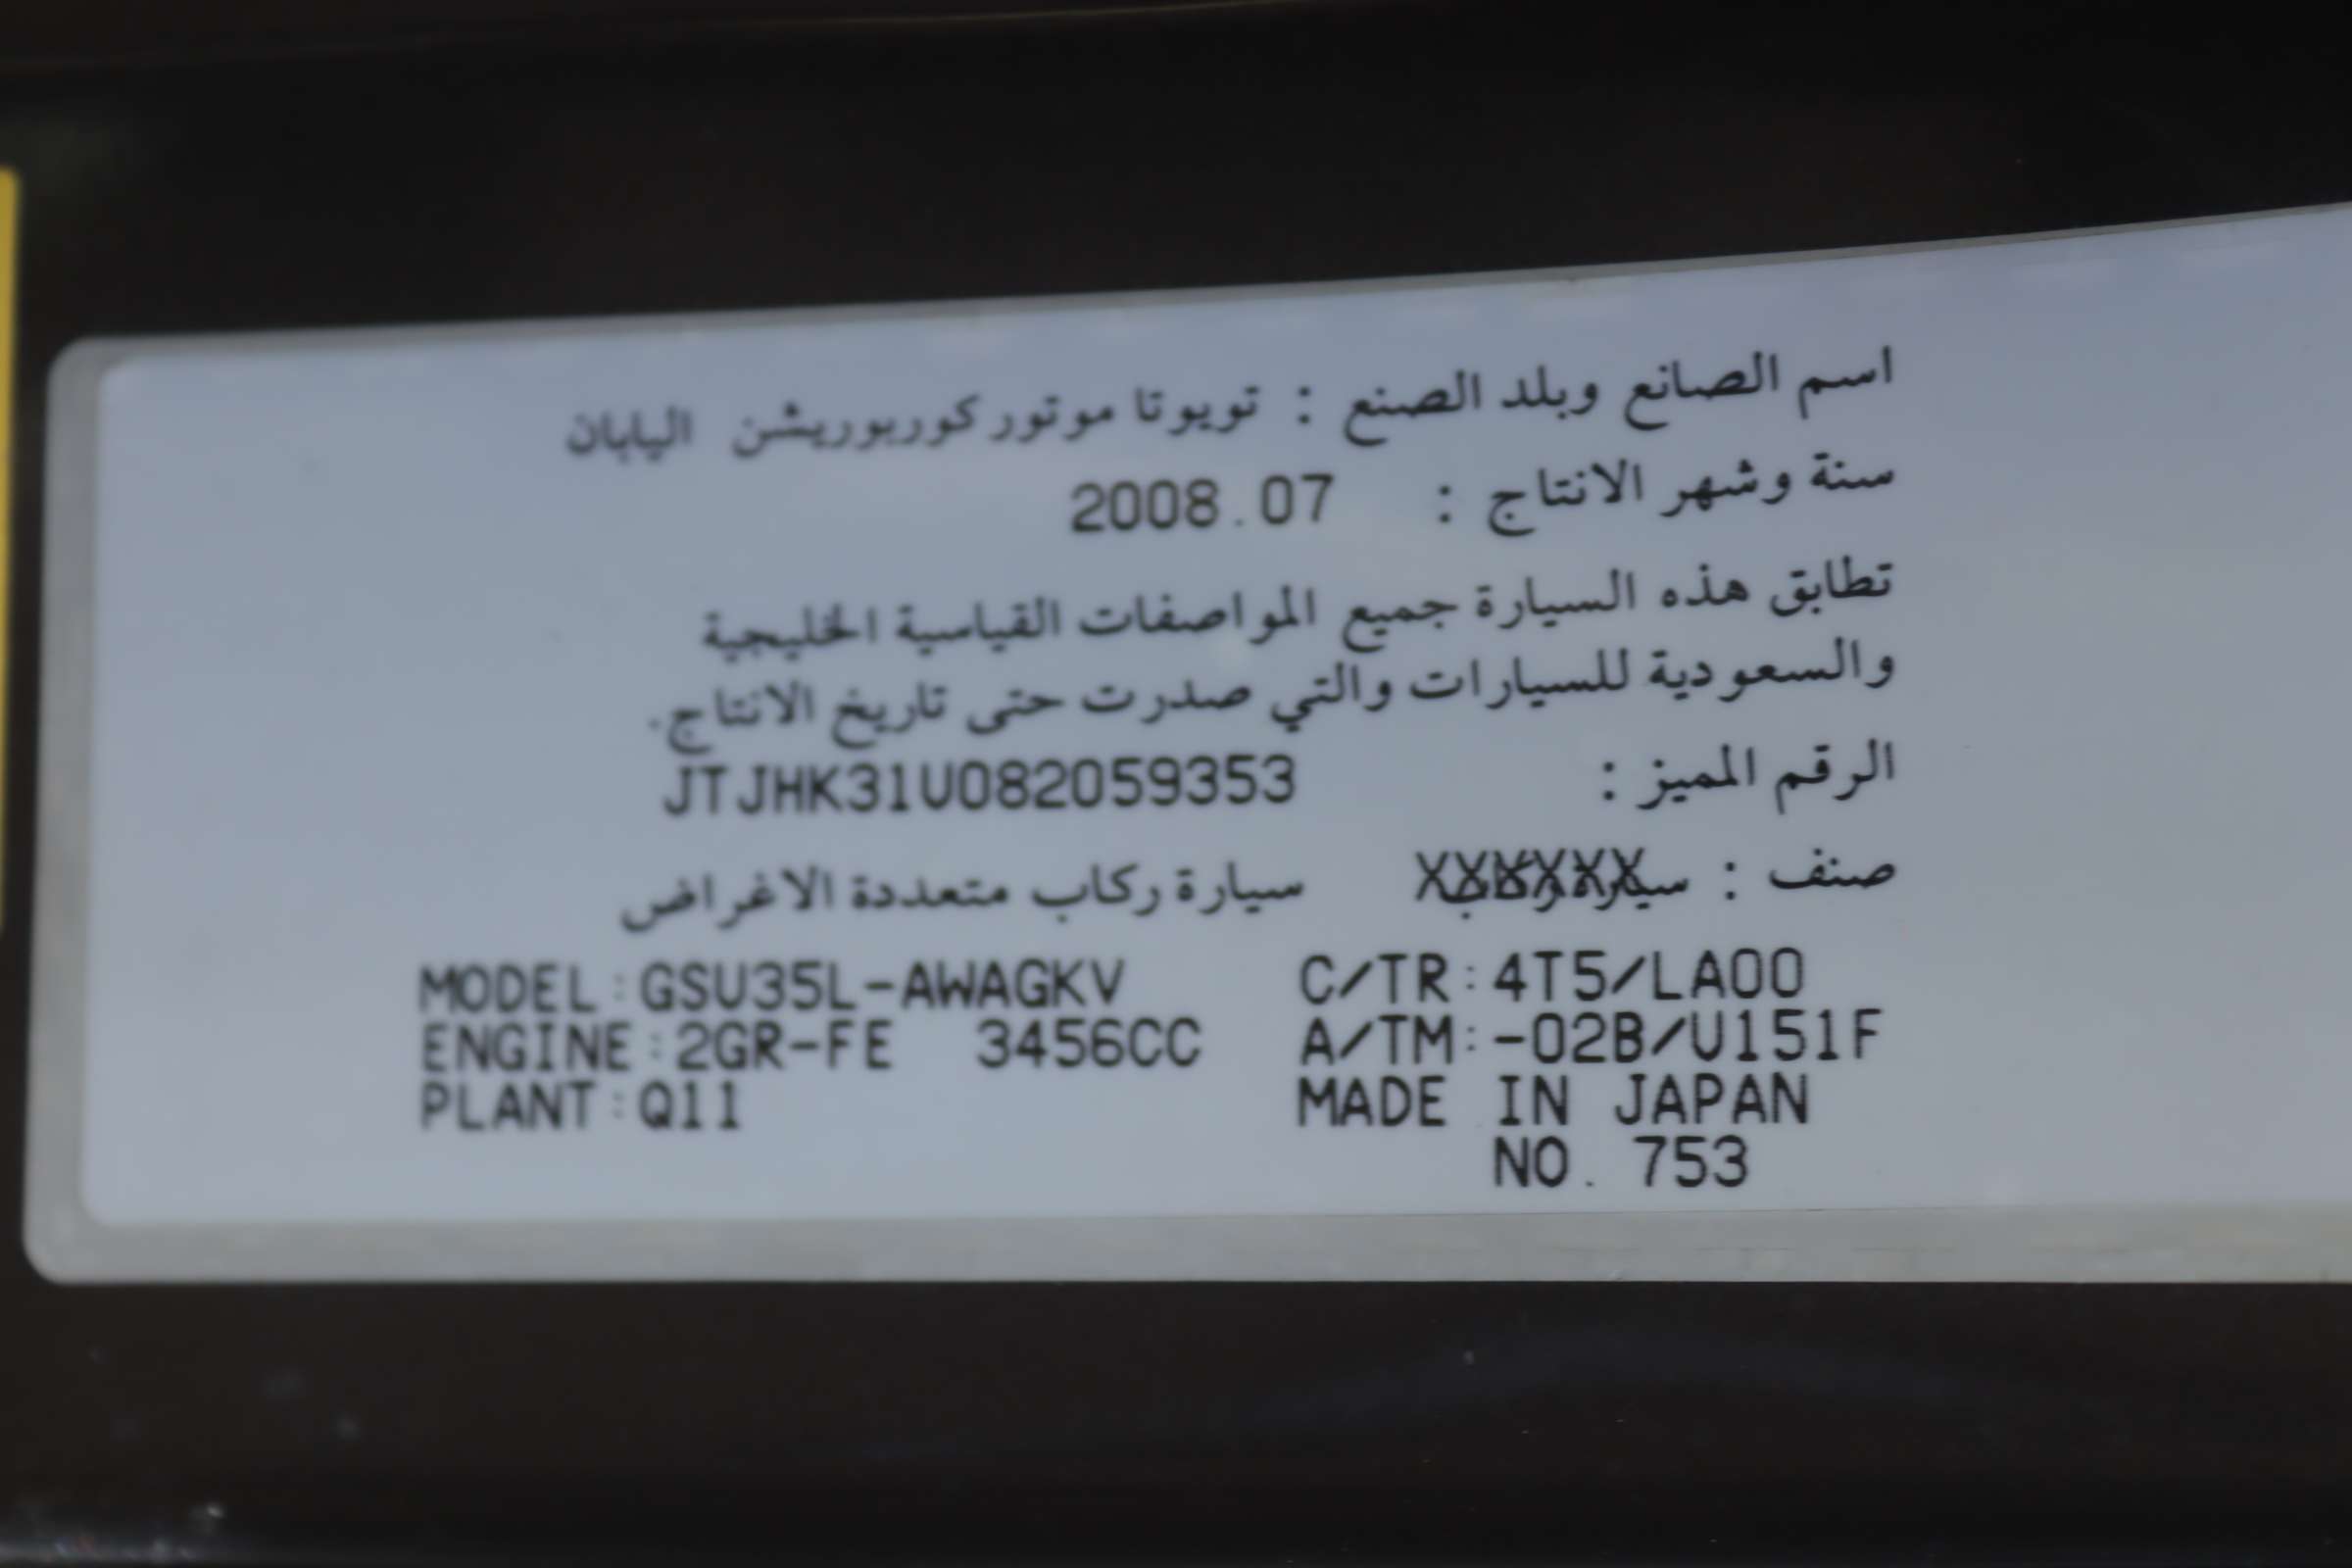 اسم الصانع وبلد الصنع : تويوتا موتور كوربوريشن اليابان
سنة وشهر الانتاج : 2008.07
تطابق هذه السيارة جميع المواصفات القياسية الخليجية
والسعودية للسيارات والتي صدرت حتى تاريخ الانتاج.
الرقم المميز : JTJHK31U082059353
صنف : سيارة ركاب XXXXXX سيارة ركاب متعددة الاغراض
MODEL:GSU35L-AWAGKV C/TR:4T5/LA00
ENGINE:2GR-FE 3456CC A/TM:-02B/U151F
PLANT:Q11 MADE IN JAPAN
NO. 753